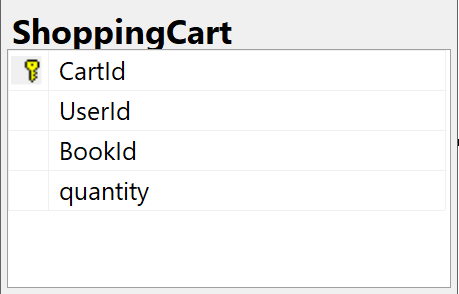 ShoppingCart
CartId
UserId
BookId
quantity